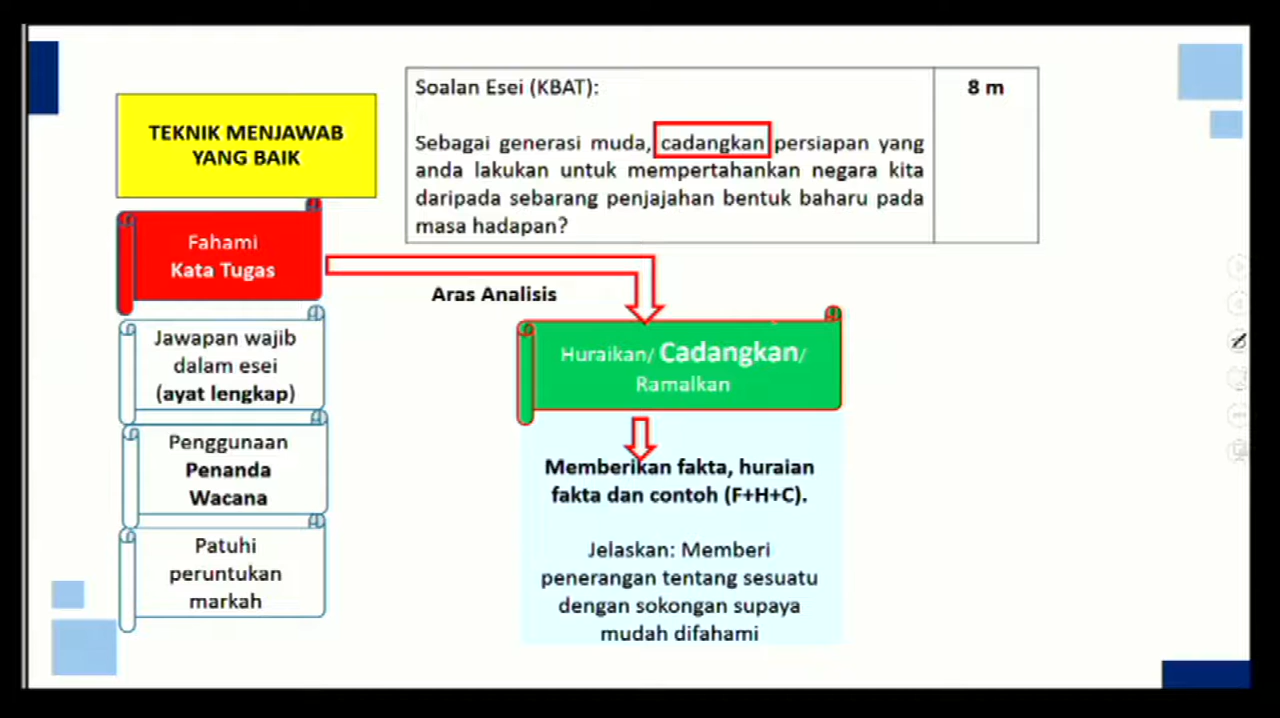 TEKNIK MENJAWAB
YANG BAIK
Soalan Esei (KBAT):
8 m
Sebagai generasi muda, cadangkan persiapan yang
anda lakukan untuk mempertahankan negara kita
daripada sebarang penjajahan bentuk baharu pada
masa hadapan?
Fahami
Kata Tugas
Aras Analisis
Jawapan wajib
dalam esei
(ayat lengkap)
Huraikan/ Cadangkan/
Ramalkan
Penggunaan
Penanda
Wacana
Memberikan fakta, huraian
fakta dan contoh (F+H+C).
Patuhi
peruntukan
markah
Jelaskan: Memberi
penerangan tentang sesuatu
dengan sokongan supaya
mudah difahami